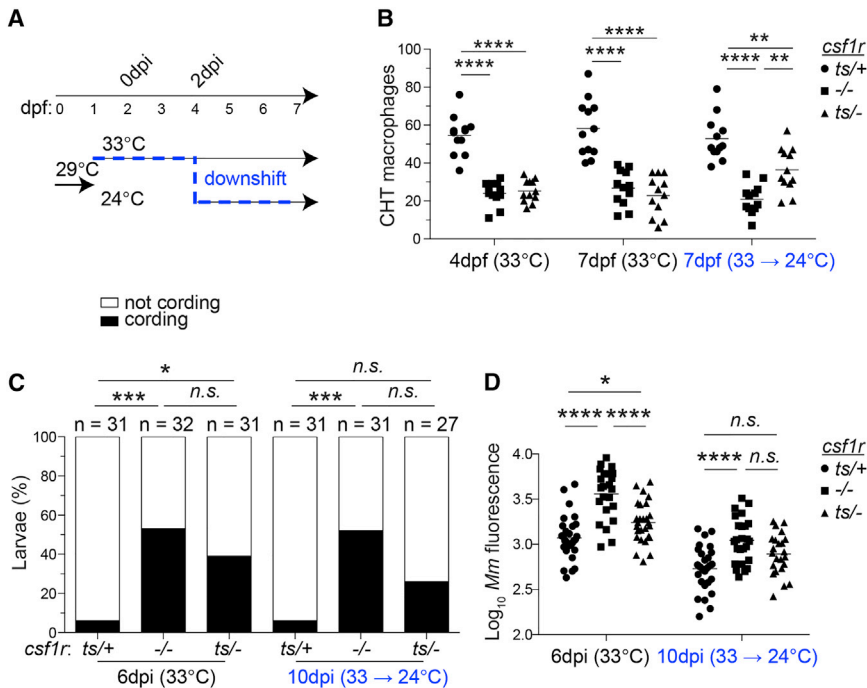 A
0dpi
2dpi
dpf: 0 1 2 3 4 5 6 7
33°C
29°C
downshift
24°C
B
CHT macrophages
100
80
60
40
20
0
**** ****
**** ****
** **** **
csf1r
ts/+
-/-
ts/-
4dpf (33°C)
7dpf (33°C)
7dpf (33 → 24°C)
not cording
cording
C
Larvae (%)
100
80
60
40
20
0
* n.s.
*** n.s. *** n.s.
n = 31 n = 32 n = 31 n = 31 n = 31 n = 27
csf1r: ts/+ -/- ts/- ts/+ -/- ts/-
6dpi (33°C)
10dpi (33 → 24°C)
D
Log10 Mm fluorescence
4.0
3.5
3.0
2.5
2.0
*
**** ****
n.s.
**** n.s.
csf1r
ts/+
-/-
ts/-
6dpi (33°C)
10dpi (33 → 24°C)